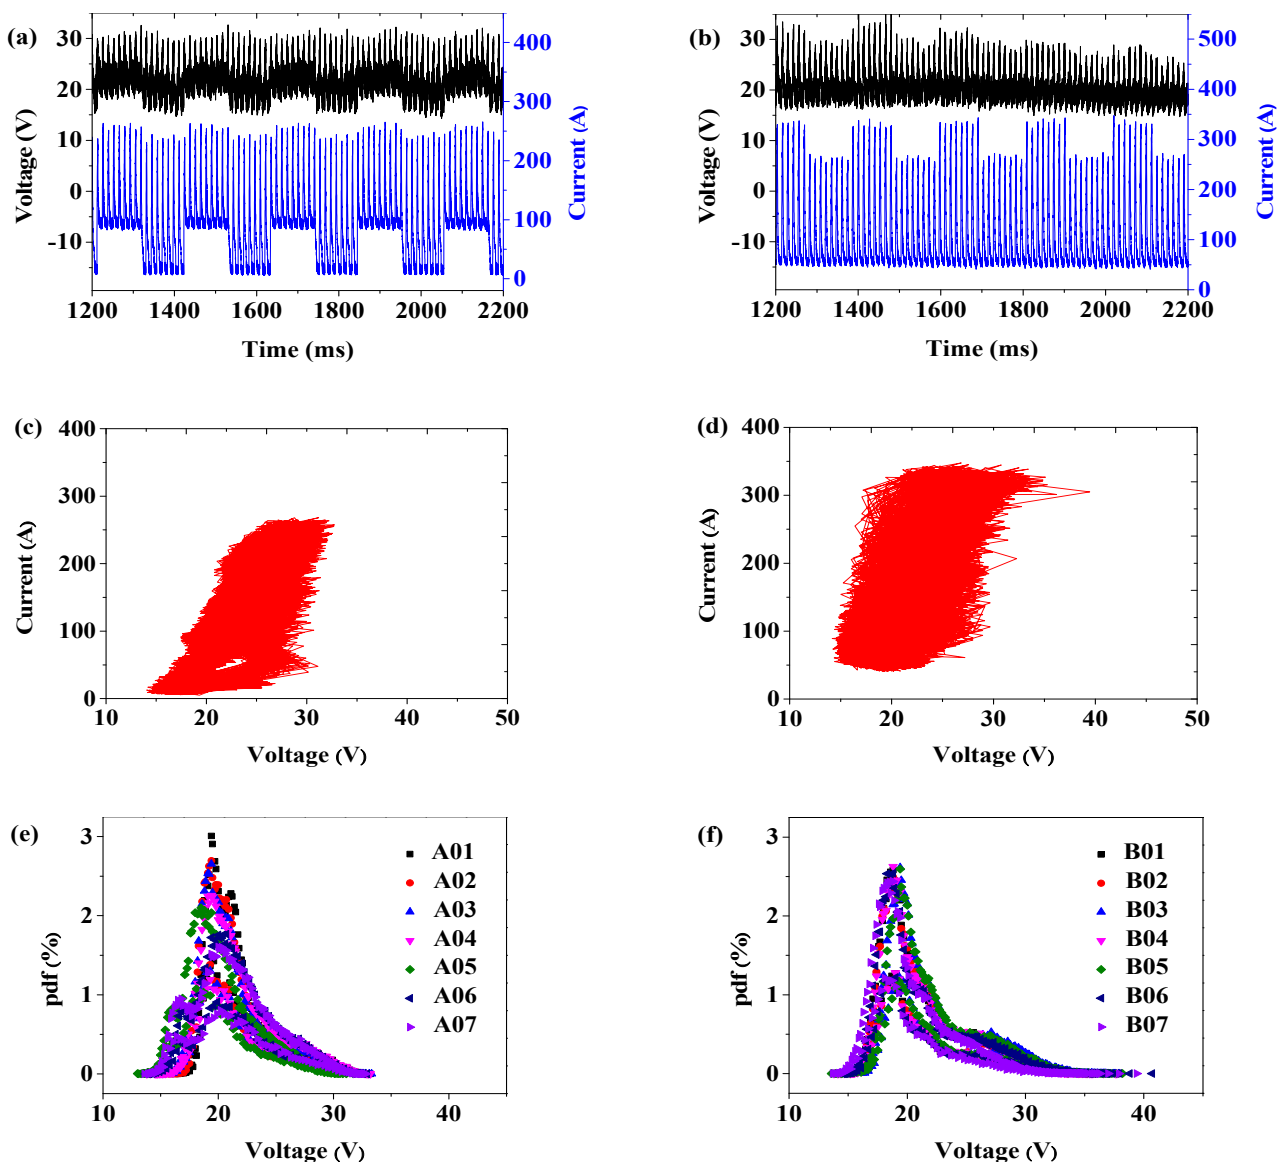 (a)
30
20
10
0
-10
Voltage (V)
400
300
200
100
0
Current (A)
1200 1400 1600 1800 2000 2200
Time (ms)
(b)
30
20
10
0
-10
Voltage (V)
500
400
300
200
100
0
Current (A)
1200 1400 1600 1800 2000 2200
Time (ms)
(c)
400
300
200
100
0
Current (A)
10 20 30 40 50
Voltage (V)
(d)
400
300
200
100
0
Current (A)
10 20 30 40 50
Voltage (V)
(e)
3
2
1
0
pdf (%)
A01
A02
A03
A04
A05
A06
A07
10 20 30 40
Voltage (V)
(f)
3
2
1
0
pdf (%)
B01
B02
B03
B04
B05
B06
B07
10 20 30 40
Voltage (V)